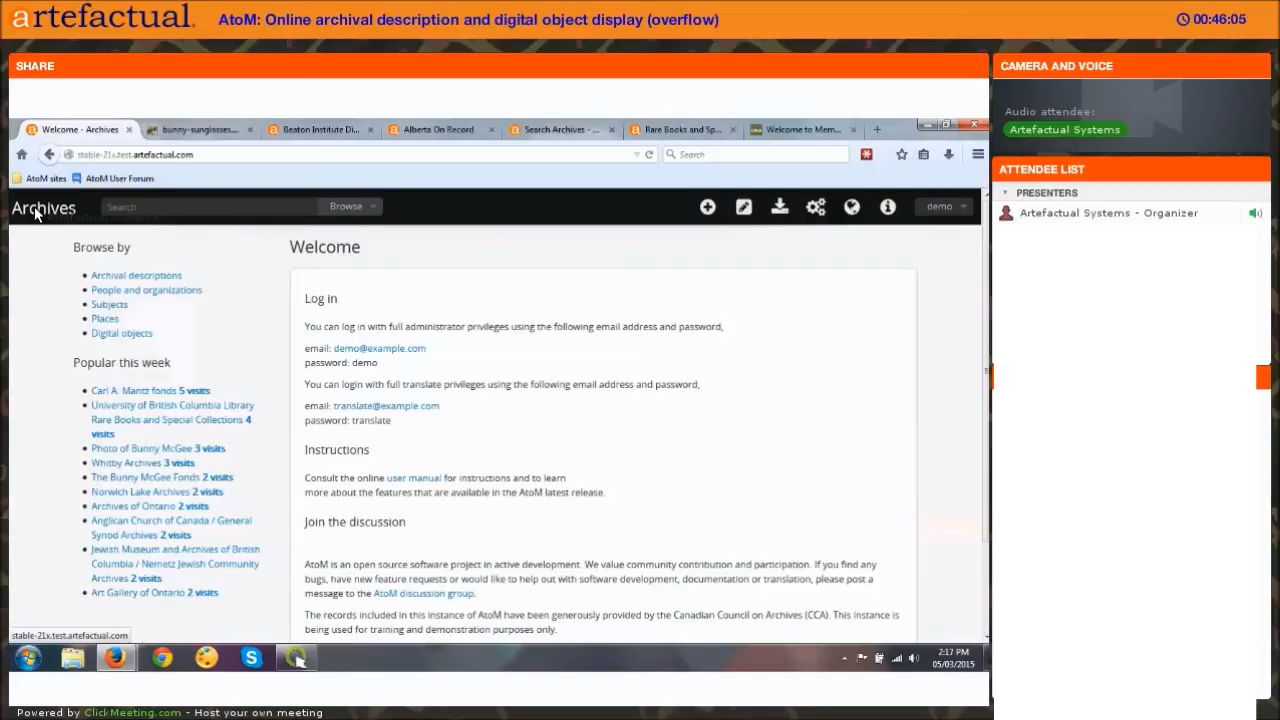 artefactual.
AtoM: Online archival description and digital object display (overflow)
00:46:05
SHARE
Welcome - Archives
bunny-sunglasses....
Beaton Institute Di...
Alberta On Record
Search Archives - ...
Rare Books and Sp...
Welcome to Mem...
stable-21x.test.artefactual.com
Search
AtoM sites
AtoM User Forum
Archives
Search
Browse
demo
Browse by
Archival descriptions
People and organizations
Subjects
Places
Digital objects
Popular this week
Carl A. Mantz fonds 5 visits
University of British Columbia Library
Rare Books and Special Collections 4
visits
Photo of Bunny McGee 3 visits
Whitby Archives 3 visits
The Bunny McGee Fonds 2 visits
Norwich Lake Archives 2 visits
Archives of Ontario 2 visits
Anglican Church of Canada / General
Synod Archives 2 visits
Jewish Museum and Archives of British
Columbia / Nemetz Jewish Community
Archives 2 visits
Art Gallery of Ontario 2 visits
Welcome
Log in
You can log in with full administrator privileges using the following email address and password,
email: demo@example.com
password: demo
You can login with full translate privileges using the following email address and password,
email: translate@example.com
password: translate
Instructions
Consult the online user manual for instructions and to learn
more about the features that are available in the AtoM latest release.
Join the discussion
AtoM is an open source software project in active development. We value community contribution and participation. If you find any
bugs, have new feature requests or would like to help out with software development, documentation or translation, please post a
message to the AtoM discussion group.
The records included in this instance of AtoM have been generously provided by the Canadian Council on Archives (CCA). This instance is
being used for training and demonstration purposes only.
stable-21x.test.artefactual.com
2:17 PM
05/03/2015
CAMERA AND VOICE
Audio attendee:
Artefactual Systems
ATTENDEE LIST
PRESENTERS
Artefactual Systems - Organizer
Powered by ClickMeeting.com - Host your own meeting